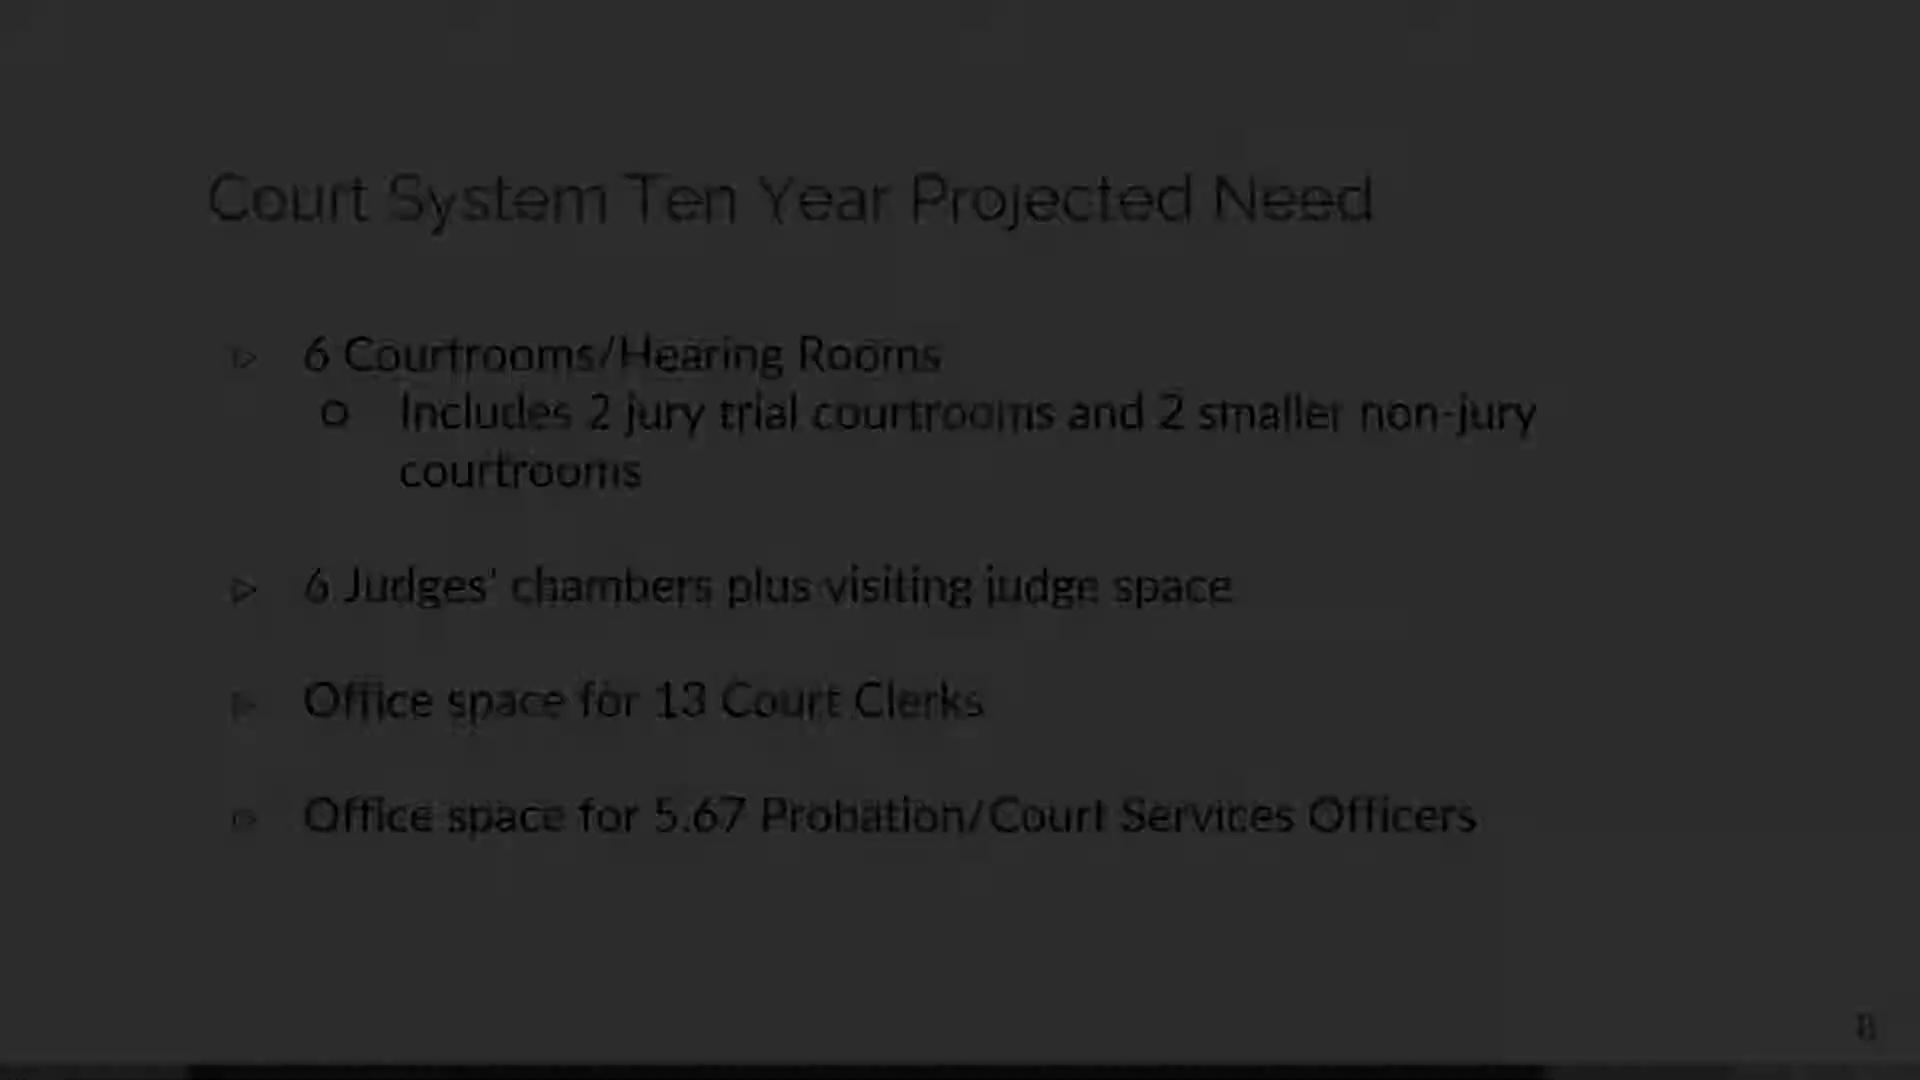 Court System Ten Year Projected Need
6 Courtrooms/Hearing Rooms
Includes 2 jury trial courtrooms and 2 smaller non-jury
courtrooms
6 Judges' chambers plus visiting judge space
Office space for 13 Court Clerks
Office space for 5.67 Probation/Court Services Officers
8